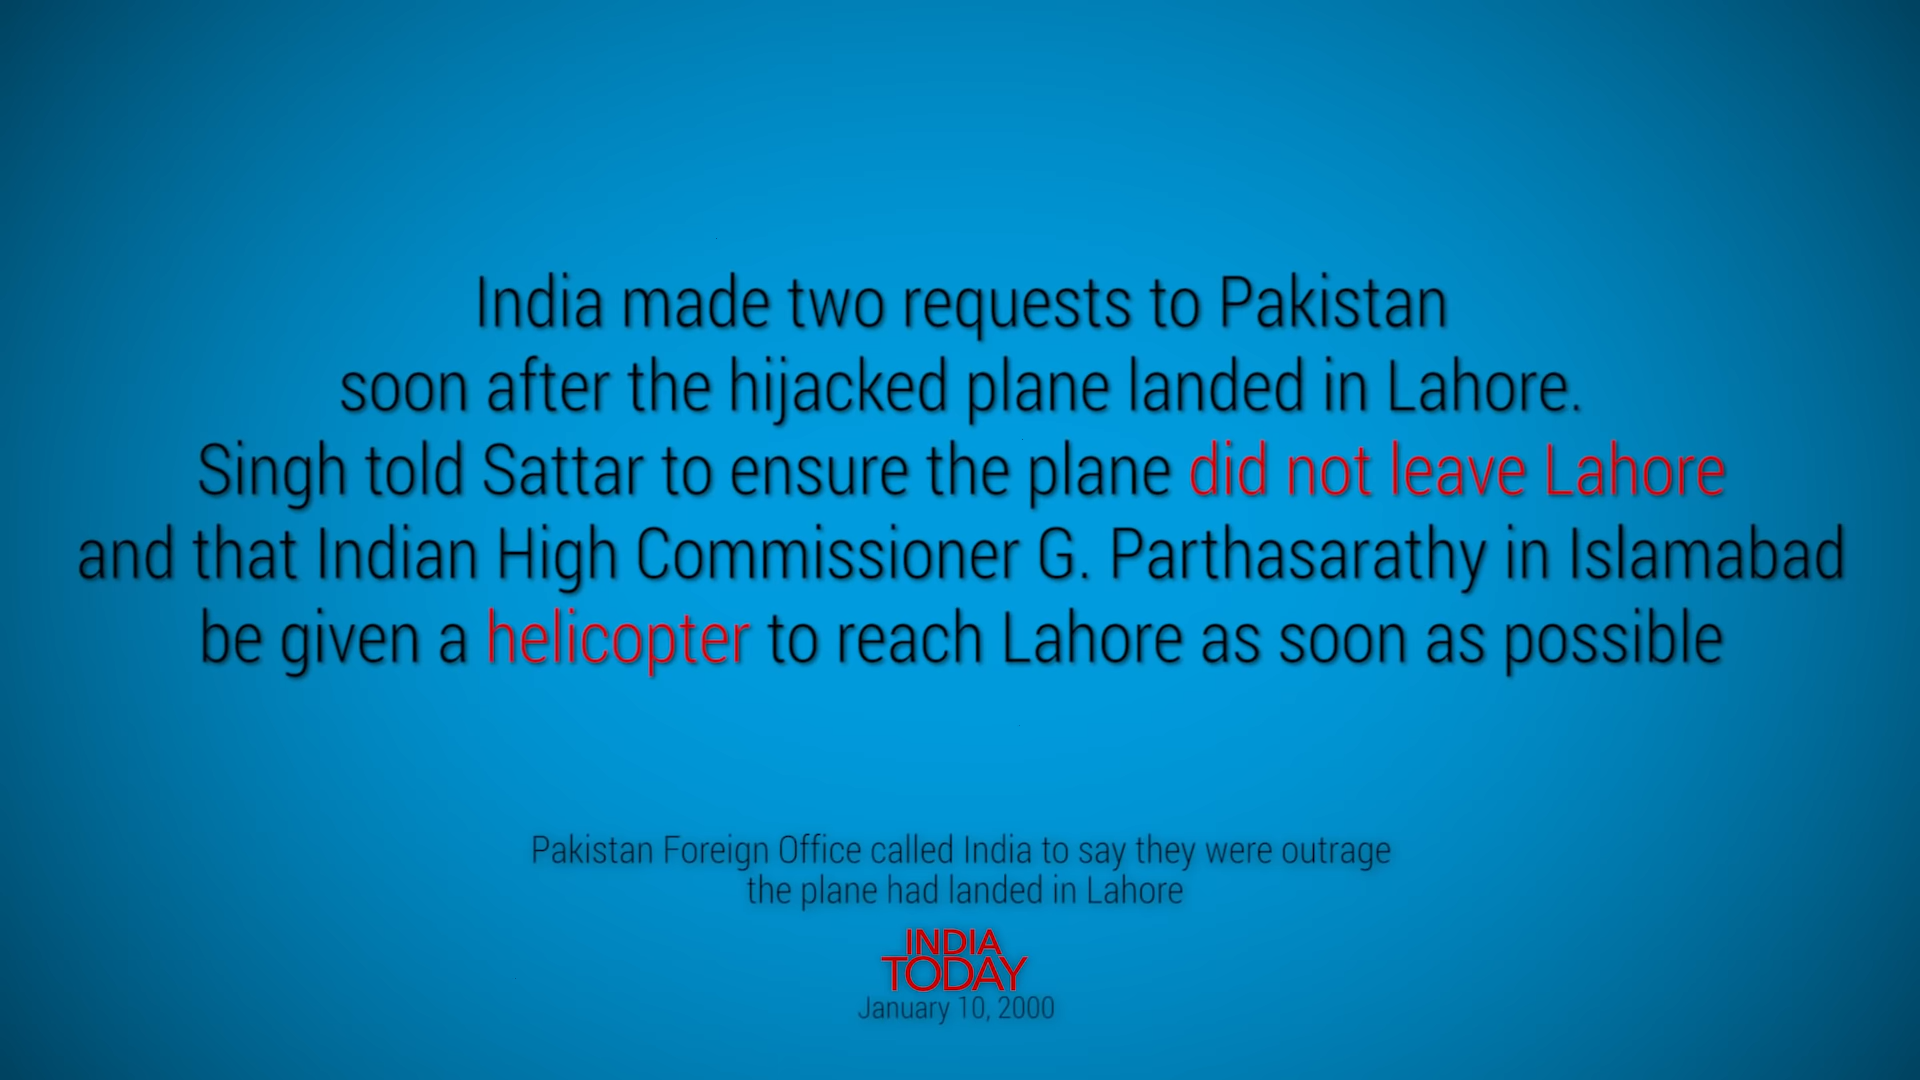 India made two requests to Pakistan
soon after the hijacked plane landed in Lahore.
Singh told Sattar to ensure the plane did not leave Lahore
and that Indian High Commissioner G. Parthasarathy in Islamabad
be given a helicopter to reach Lahore as soon as possible
Pakistan Foreign Office called India to say they were outrage
the plane had landed in Lahore
INDIA
TODAY
January 10, 2000